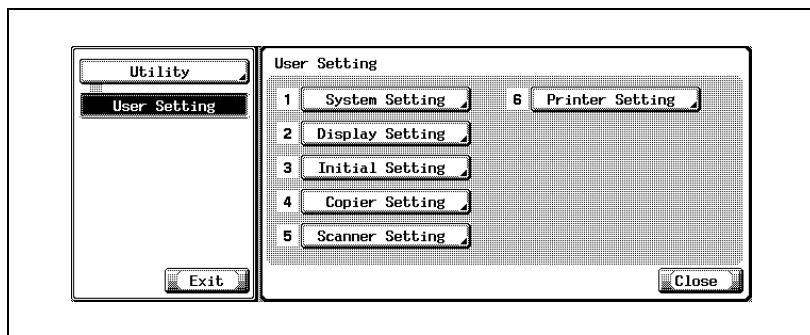 Utility
User Setting
Exit
User Setting
1 System Setting
2 Display Setting
3 Initial Setting
4 Copier Setting
5 Scanner Setting
6 Printer Setting
Close